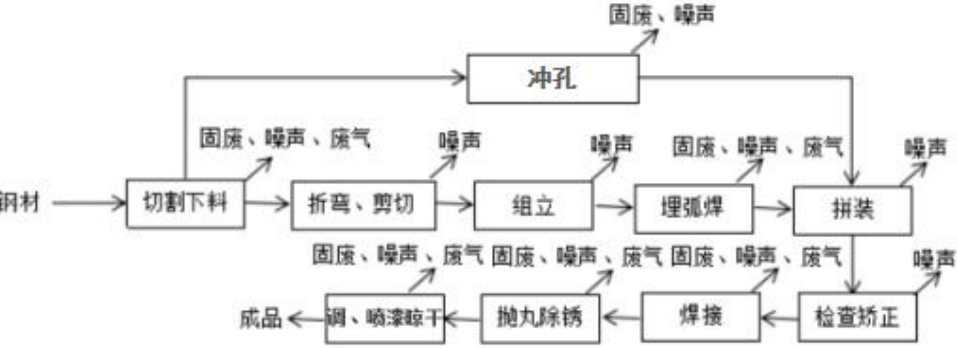 固废、噪声
冲孔
固废、噪声、废气
噪声
噪声
固废、噪声、废气
噪声
钢材
切割下料
折弯、剪切
组立
埋弧焊
拼装
固废、噪声、废气
固废、噪声、废气
固废、噪声、废气
噪声
成品
调、喷漆晾干
抛丸除锈
焊接
检查矫正